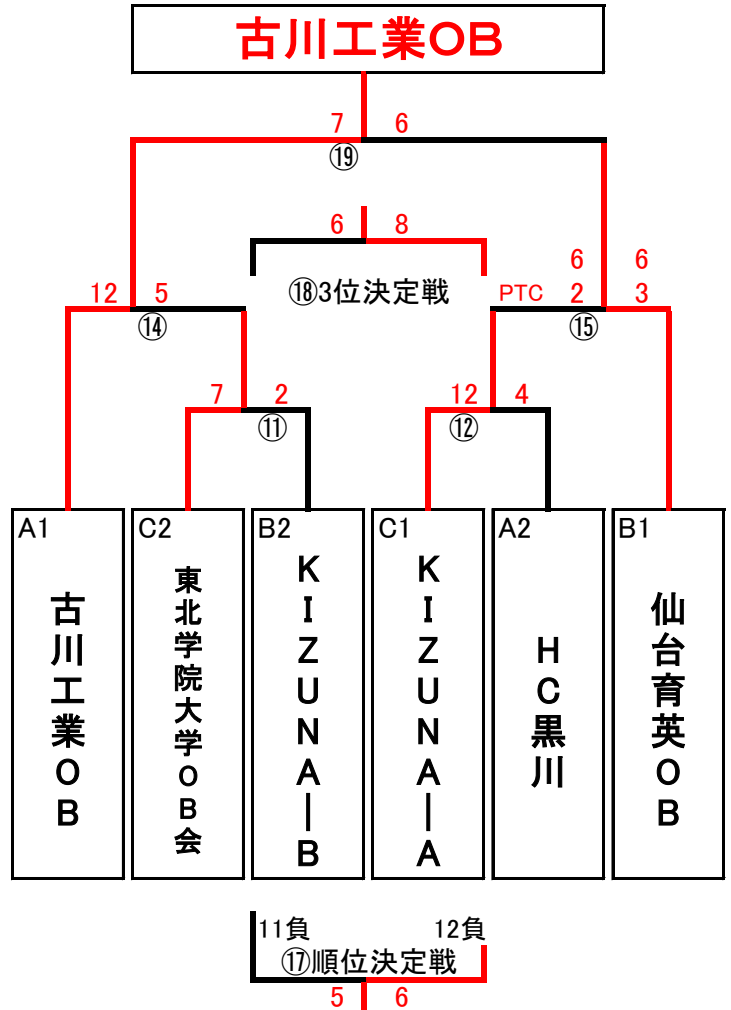 古川工業OB
7 6
⑲
6 8
⑱3位決定戦
6 6
12 5
PTC 2 3
⑭
⑮
7 2
12 4
⑪
⑫
A1
C2
B2
C1
A2
B1
古川工業OB
東北学院大学OB会
KIZUNA―B
KIZUNA―A
HC黒川
仙台育英OB
11負 12負
⑰順位決定戦
5 6